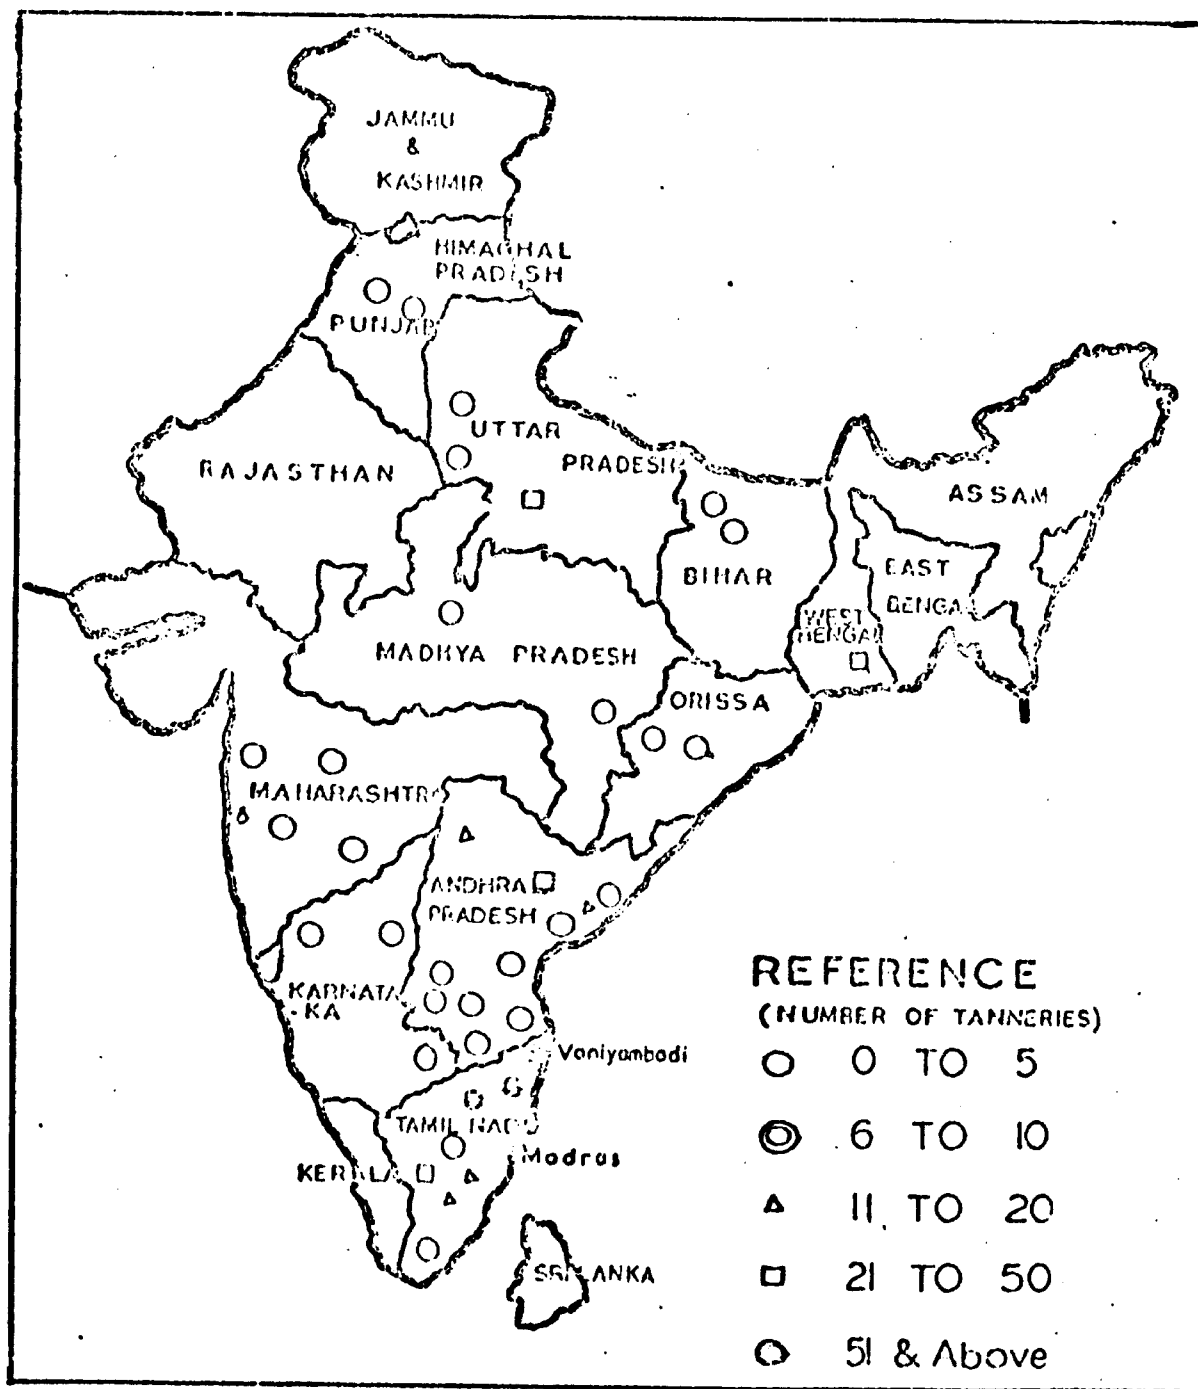 JAMMU
&
KASHMIR
HIMACHAL
PRADESH
PUNJAB
UTTAR
PRADESH
RAJASTHAN
ASSAM
BIHAR
EAST
BENGAL
WEST
BENGAL
MADHYA PRADESH
ORISSA
MAHARASHTRA
ANDHRA
PRADESH
KARNATA
-KA
Vaniyambadi
TAMIL NADU
Madras
KERALA
SRI LANKA
REFERENCE
(NUMBER OF TANNERIES)
0 TO 5
6 TO 10
11 TO 20
21 TO 50
51 & Above